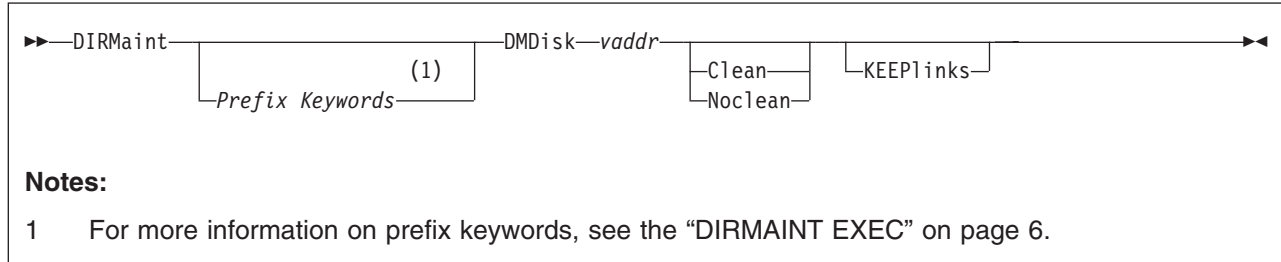 DIRMaint DMDisk vaddr
(1) Clean KEEPlinks
Prefix Keywords Noclean
Notes:
1 For more information on prefix keywords, see the “DIRMAINT EXEC” on page 6.